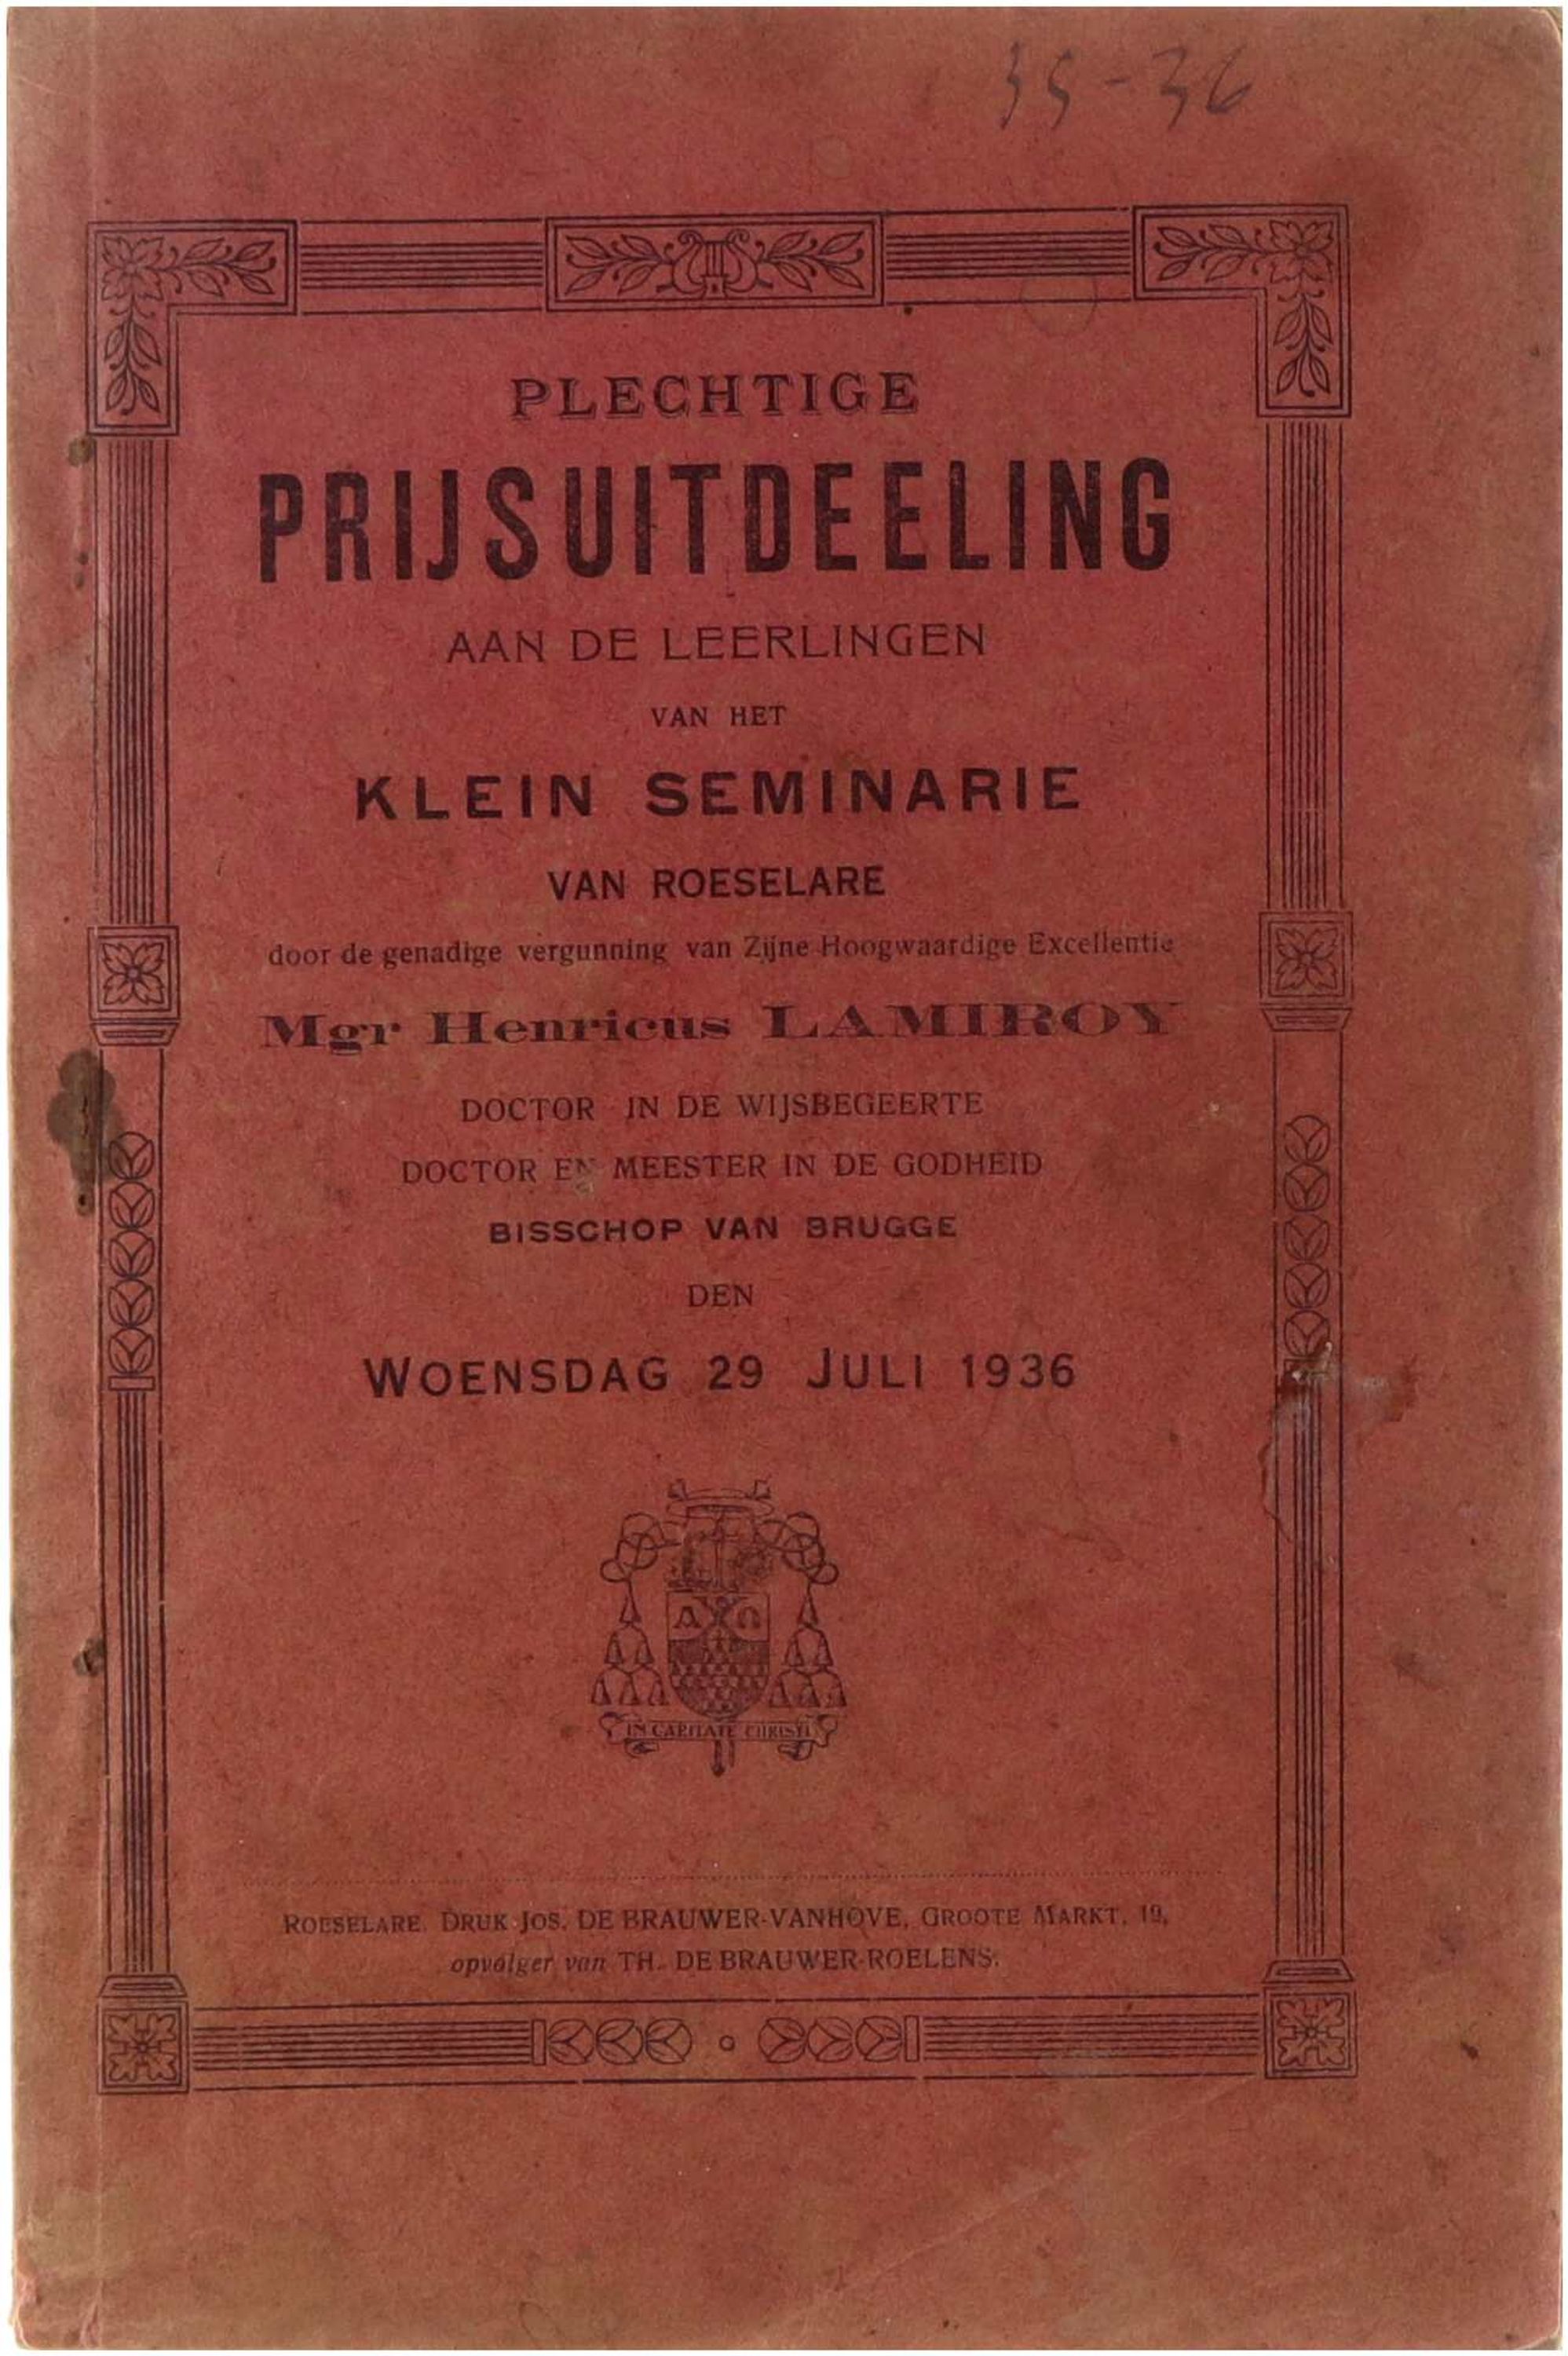 35-36
PLECHTIGE
PRIJSUITDEELING
AAN DE LEERLINGEN
VAN HET
KLEIN SEMINARIE
VAN ROESELARE
door de genadige vergunning van Zijne Hoogwaardige Excellentie
Mgr Henricus LAMIROY
DOCTOR IN DE WIJSBEGEERTE
DOCTOR EN MEESTER IN DE GODHEID
BISSCHOP VAN BRUGGE
DEN
WOENSDAG 29 JULI 1936
A Ω
IN CARITATE CHRISTI
ROESELARE. DRUK JOS. DE BRAUWER-VANHOVE, GROOTE MARKT, 19,
opvolger van TH. DE BRAUWER-ROELENS.